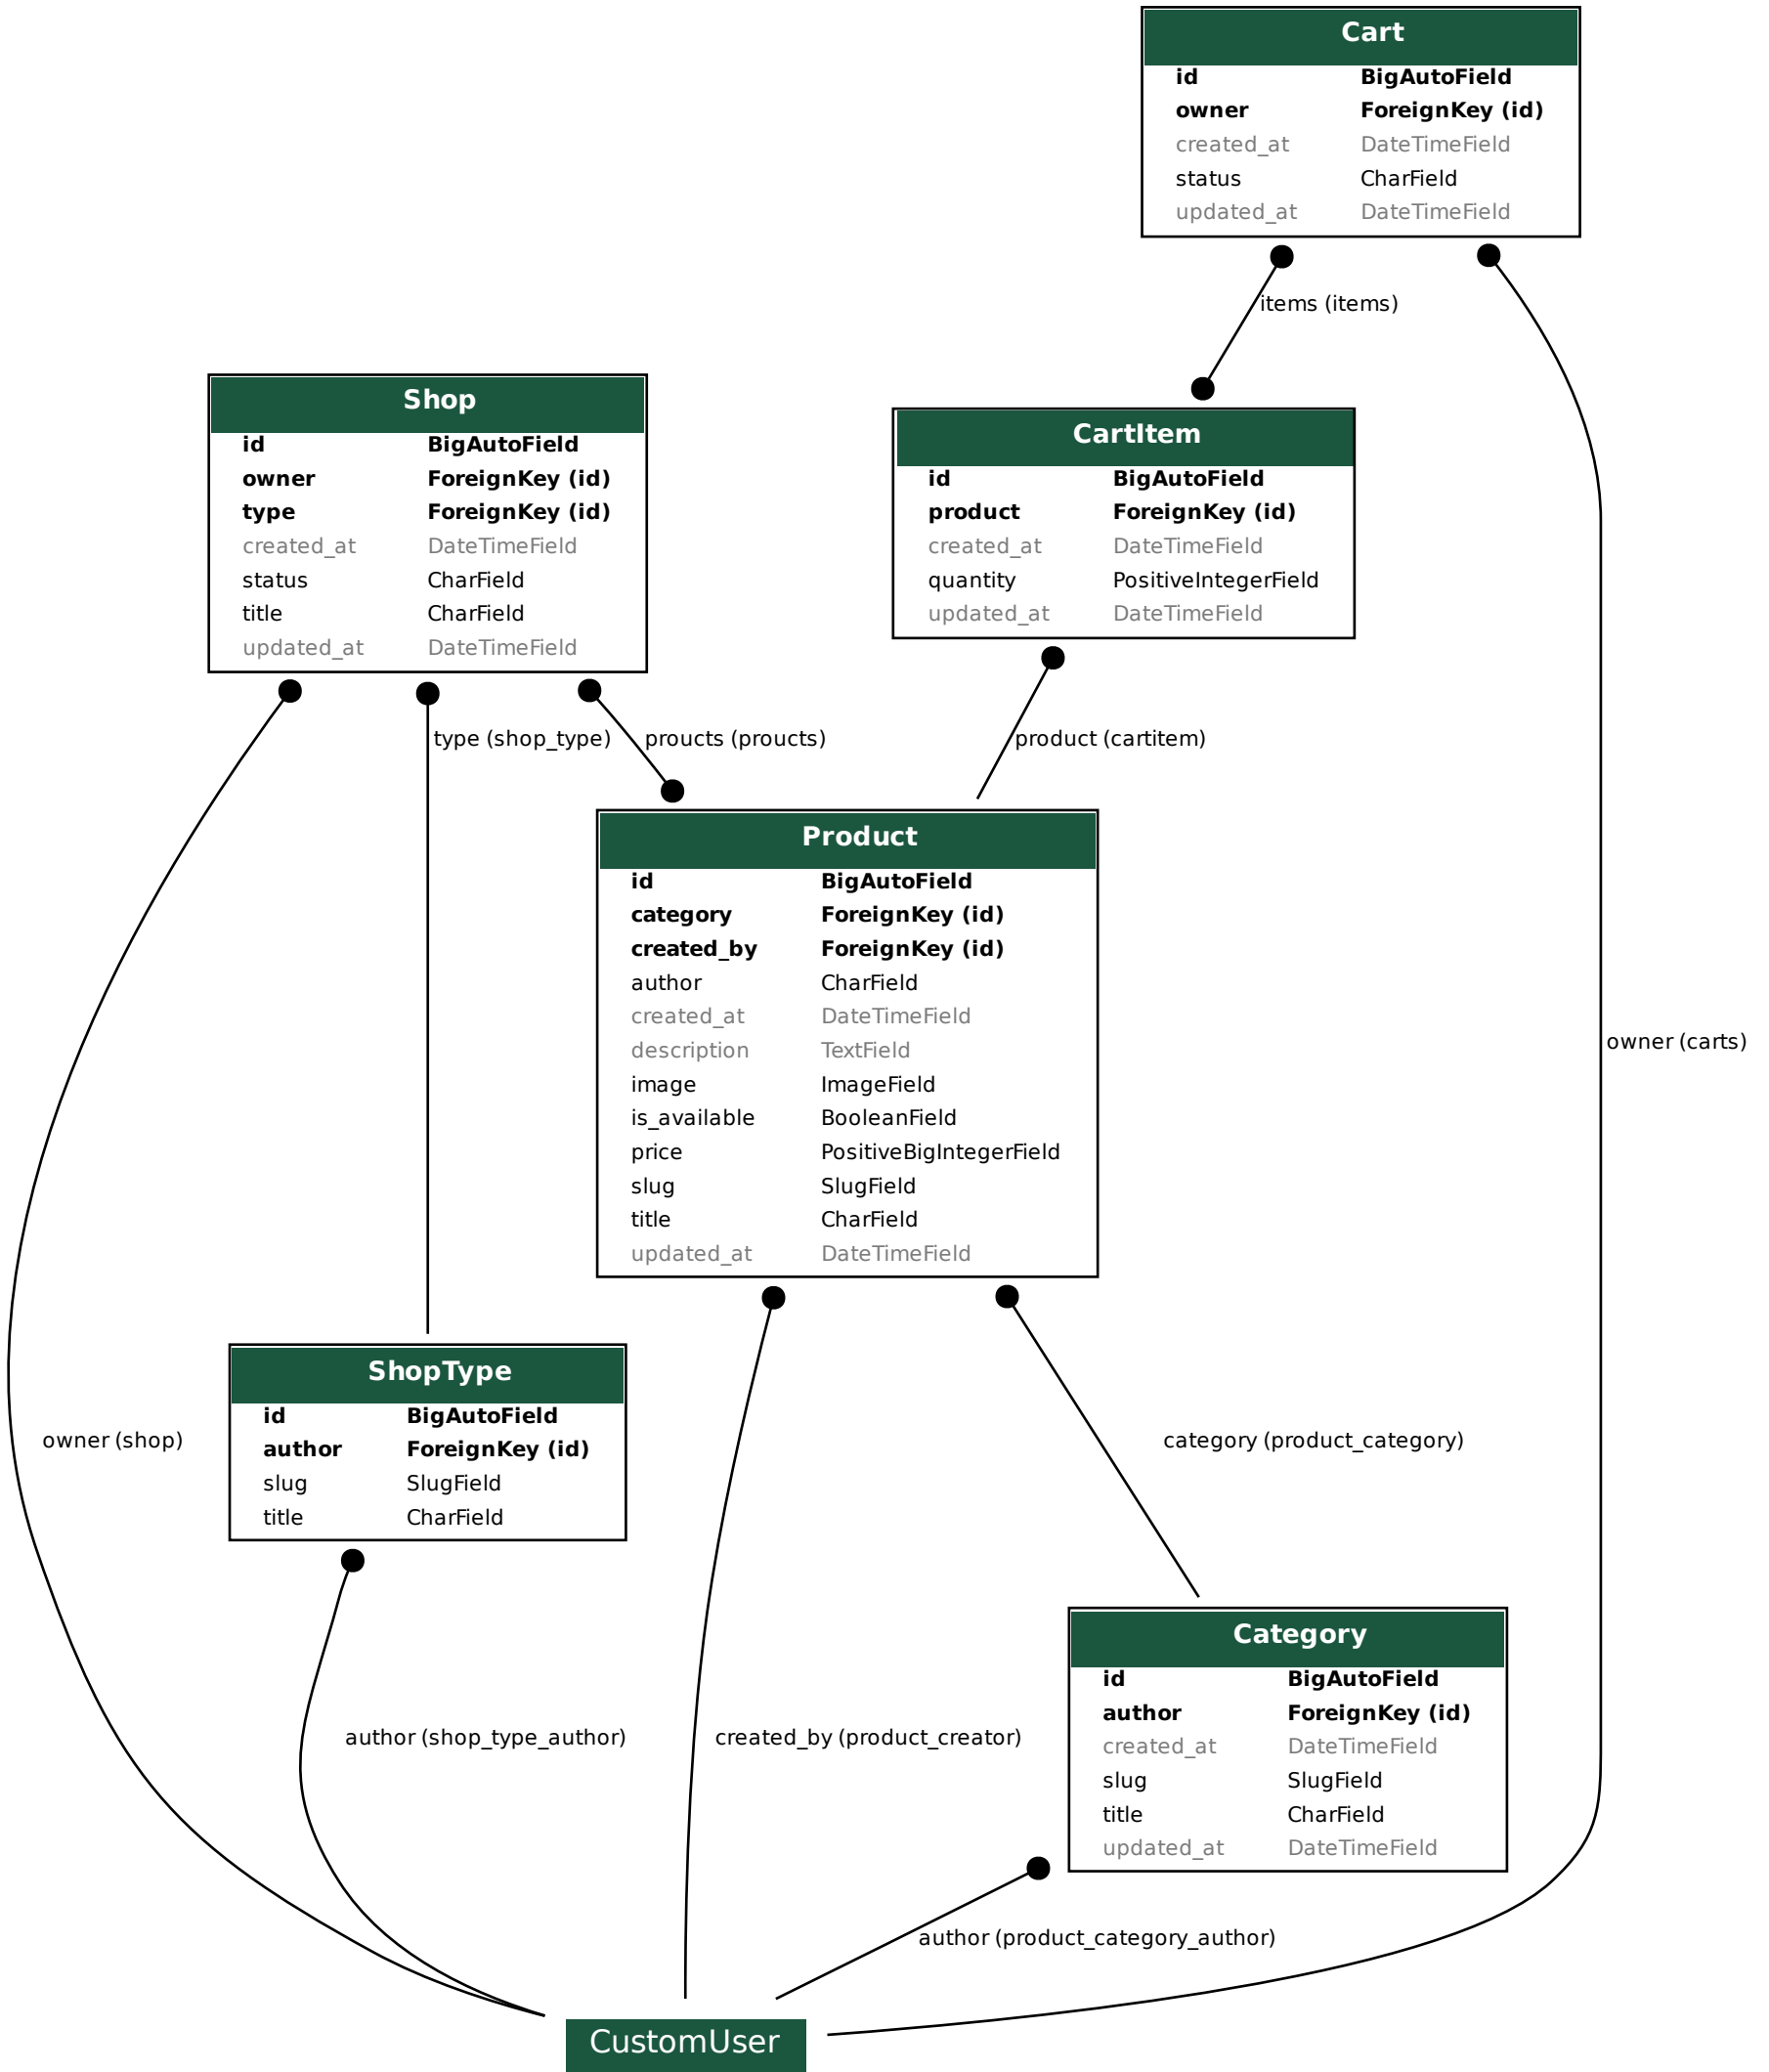 Cart
id BigAutoField
owner ForeignKey (id)
created_at DateTimeField
status CharField
updated_at DateTimeField
items (items)
Shop
id BigAutoField
owner ForeignKey (id)
type ForeignKey (id)
created_at DateTimeField
status CharField
title CharField
updated_at DateTimeField
CartItem
id BigAutoField
product ForeignKey (id)
created_at DateTimeField
quantity PositiveIntegerField
updated_at DateTimeField
type (shop_type)
proucts (proucts)
product (cartitem)
Product
id BigAutoField
category ForeignKey (id)
created_by ForeignKey (id)
author CharField
created_at DateTimeField
description TextField
image ImageField
is_available BooleanField
price PositiveBigIntegerField
slug SlugField
title CharField
updated_at DateTimeField
owner (carts)
ShopType
id BigAutoField
author ForeignKey (id)
slug SlugField
title CharField
owner (shop)
category (product_category)
Category
id BigAutoField
author ForeignKey (id)
created_at DateTimeField
slug SlugField
title CharField
updated_at DateTimeField
author (shop_type_author)
created_by (product_creator)
author (product_category_author)
CustomUser